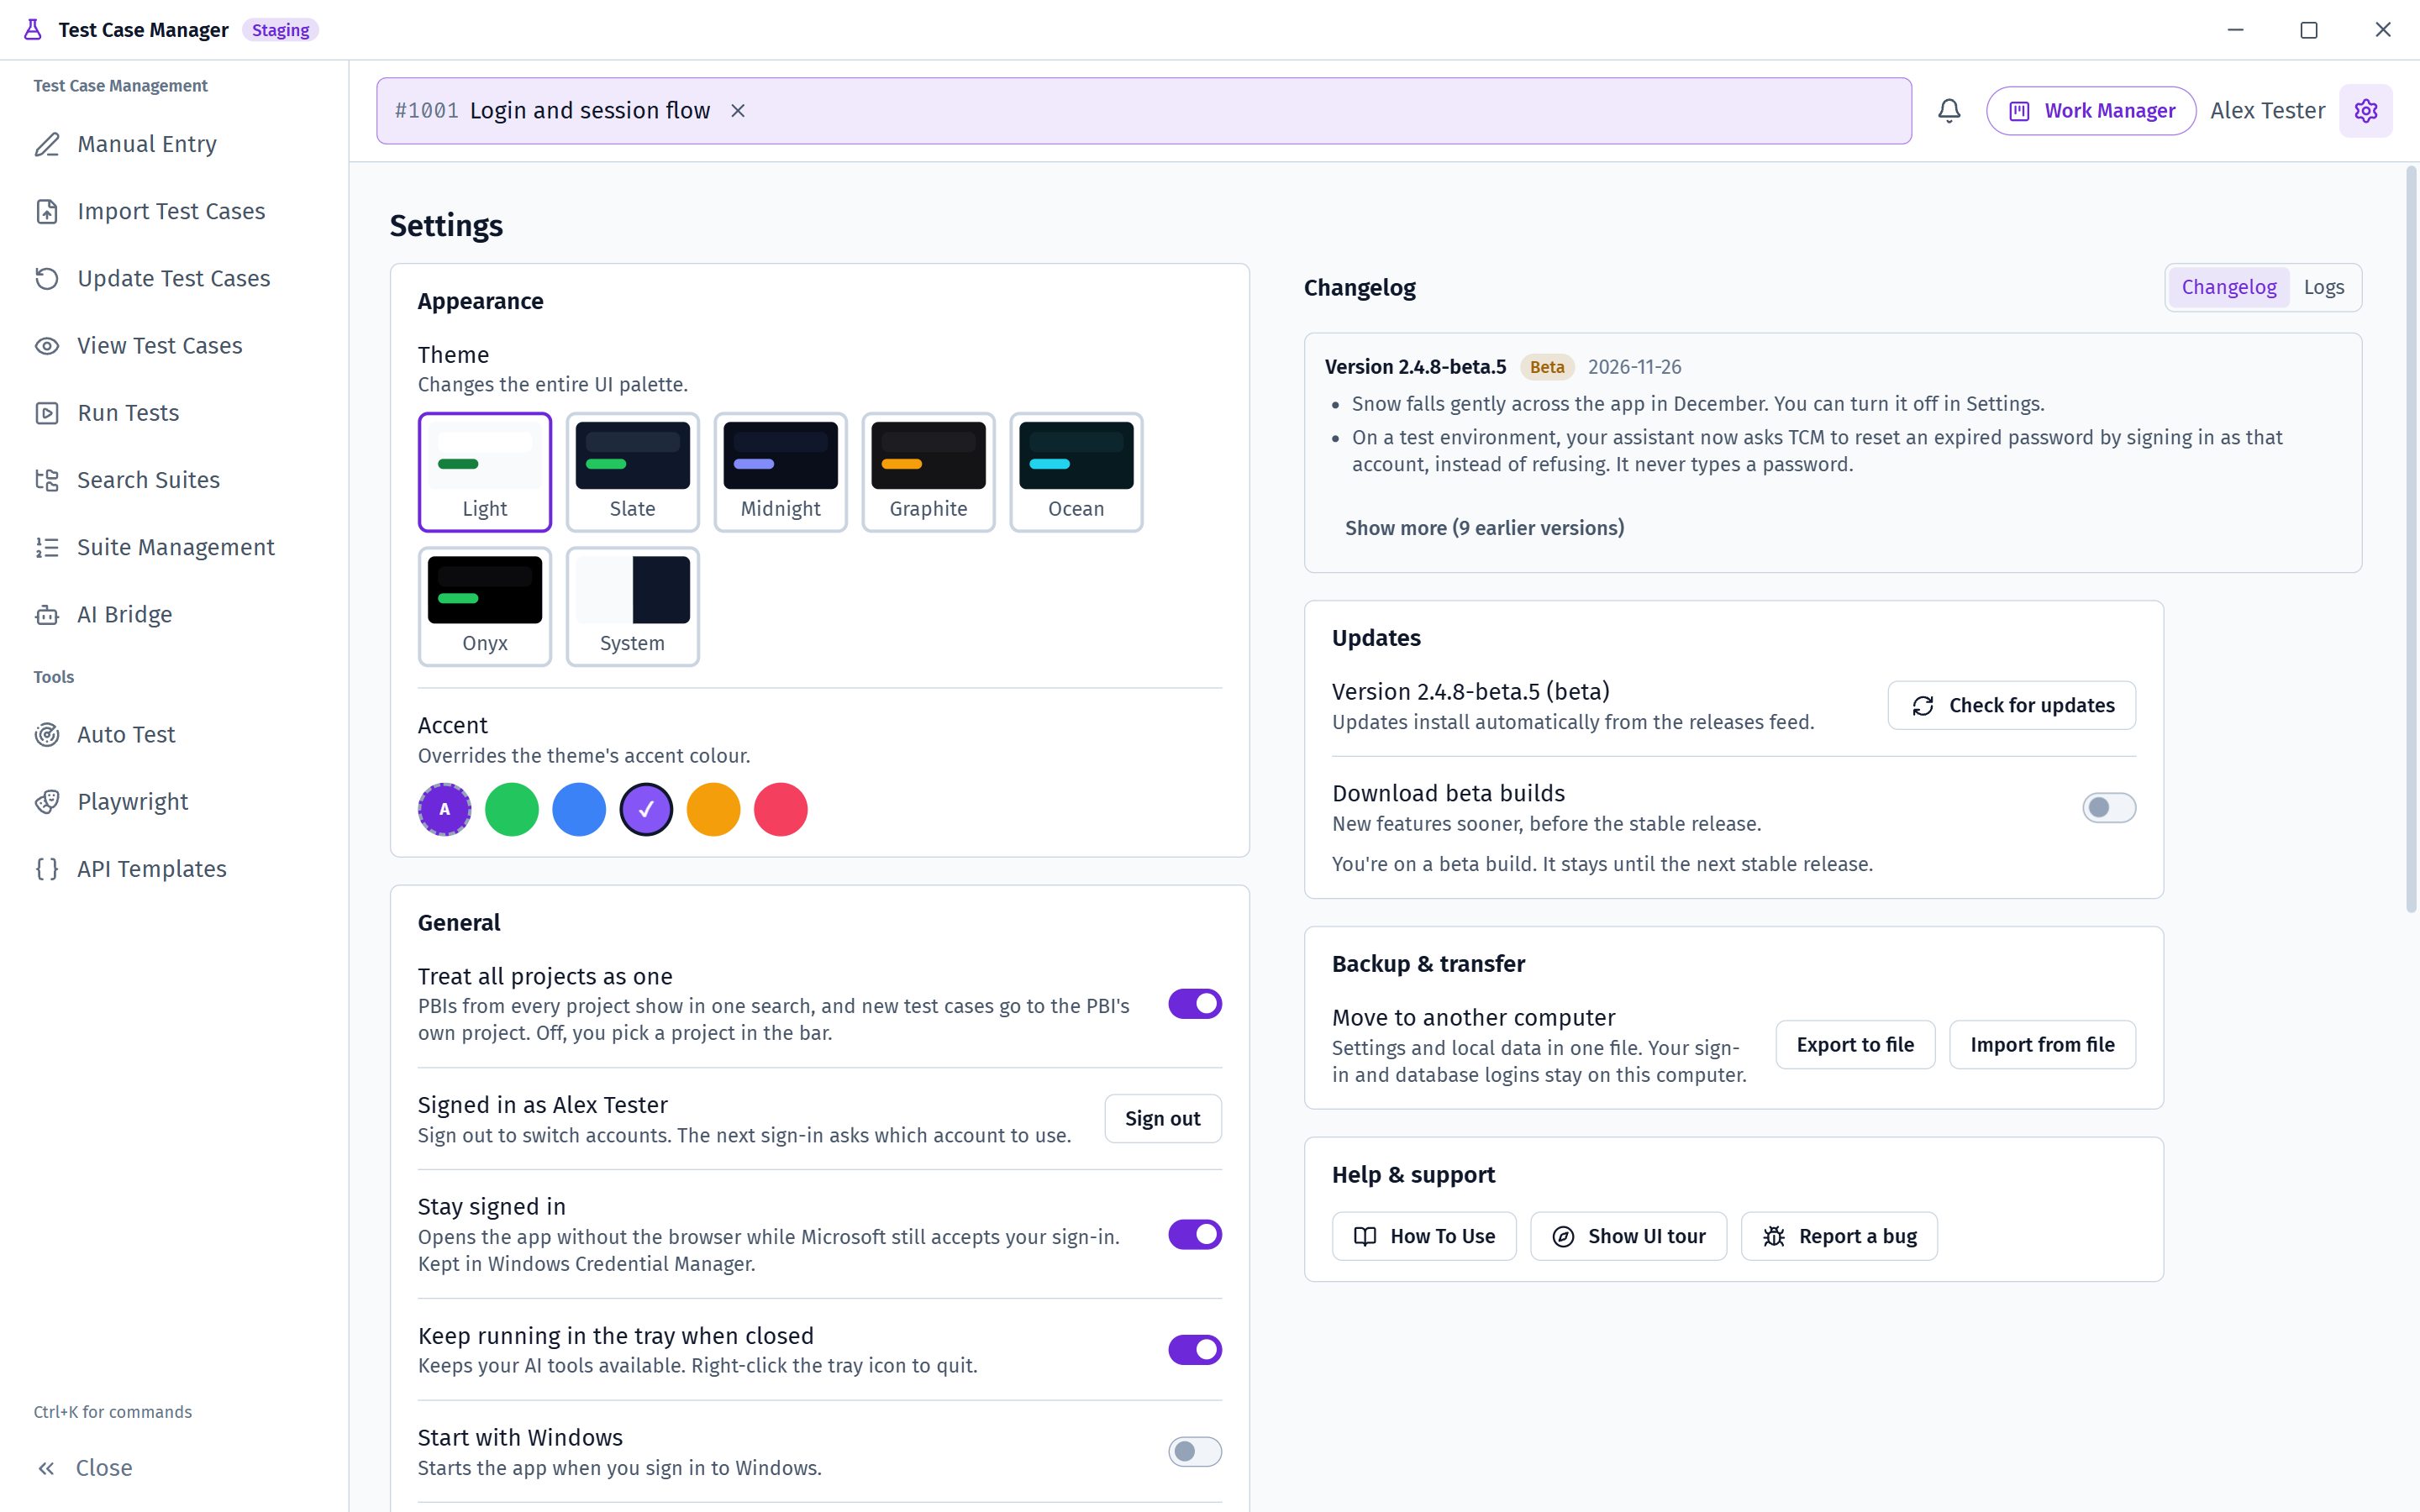 Test Case Manager Staging
Test Case Management
Manual Entry
Import Test Cases
Update Test Cases
View Test Cases
Run Tests
Search Suites
Suite Management
AI Bridge
Tools
Auto Test
Playwright
API Templates
Ctrl+K for commands
Close
#1001 Login and session flow
Work Manager
Alex Tester
Settings
Appearance
Theme
Changes the entire UI palette.
Light
Slate
Midnight
Graphite
Ocean
Onyx
System
Accent
Overrides the theme's accent colour.
A
General
Treat all projects as one
PBIs from every project show in one search, and new test cases go to the PBI's
own project. Off, you pick a project in the bar.
Signed in as Alex Tester
Sign out to switch accounts. The next sign-in asks which account to use.
Sign out
Stay signed in
Opens the app without the browser while Microsoft still accepts your sign-in.
Kept in Windows Credential Manager.
Keep running in the tray when closed
Keeps your AI tools available. Right-click the tray icon to quit.
Start with Windows
Starts the app when you sign in to Windows.
Changelog
Changelog Logs
Version 2.4.8-beta.5 Beta 2026-11-26
• Snow falls gently across the app in December. You can turn it off in Settings.
• On a test environment, your assistant now asks TCM to reset an expired password by signing in as that
account, instead of refusing. It never types a password.
Show more (9 earlier versions)
Updates
Version 2.4.8-beta.5 (beta)
Updates install automatically from the releases feed.
Check for updates
Download beta builds
New features sooner, before the stable release.
You're on a beta build. It stays until the next stable release.
Backup & transfer
Move to another computer
Settings and local data in one file. Your sign-
in and database logins stay on this computer.
Export to file
Import from file
Help & support
How To Use
Show UI tour
Report a bug